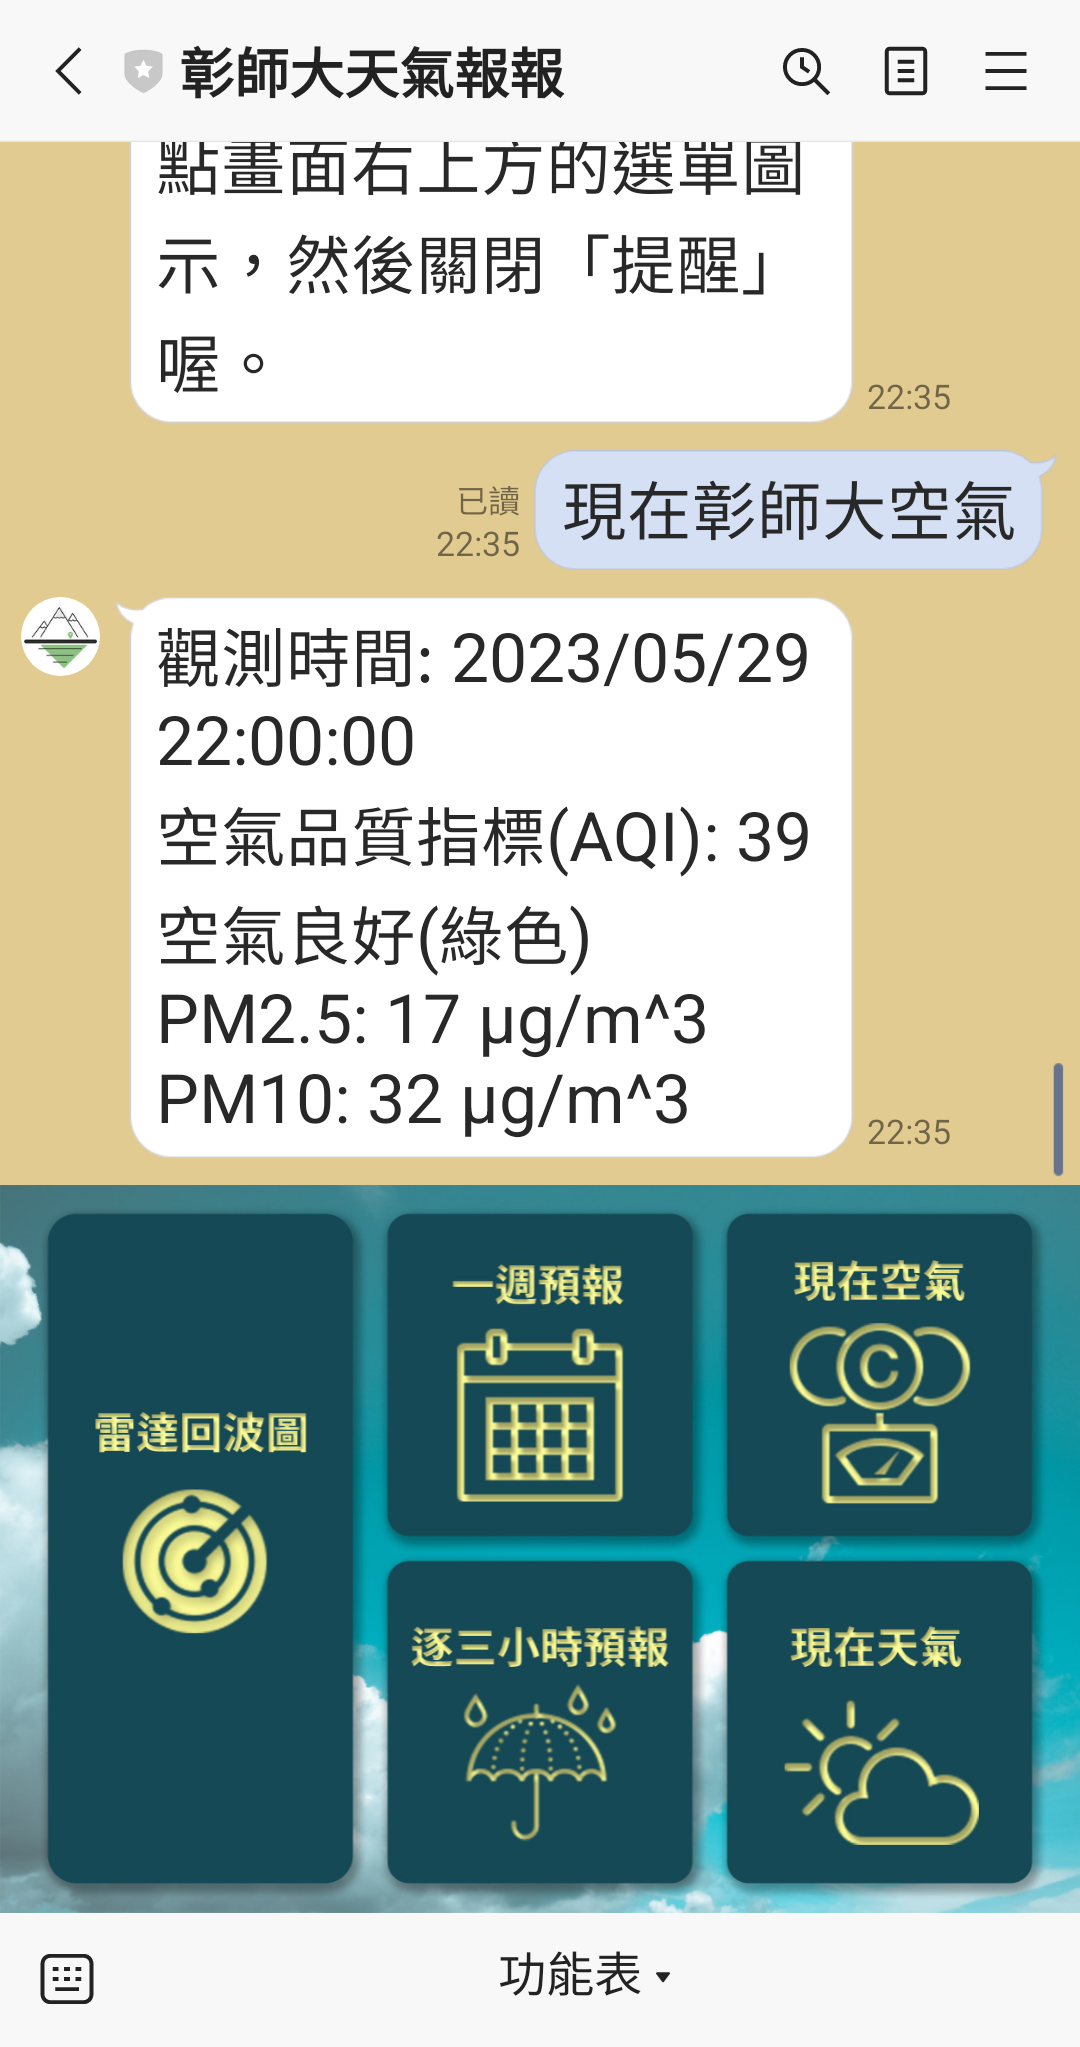 彰師大天氣報報
點畫面右上方的選單圖
示，然後關閉「提醒」
喔。
22:35
已讀
22:35
現在彰師大空氣
觀測時間: 2023/05/29
22:00:00
空氣品質指標(AQI): 39
空氣良好(綠色)
PM2.5: 17 μg/m^3
PM10: 32 μg/m^3
22:35
雷達回波圖
一週預報
現在空氣
C
逐三小時預報
現在天氣
功能表